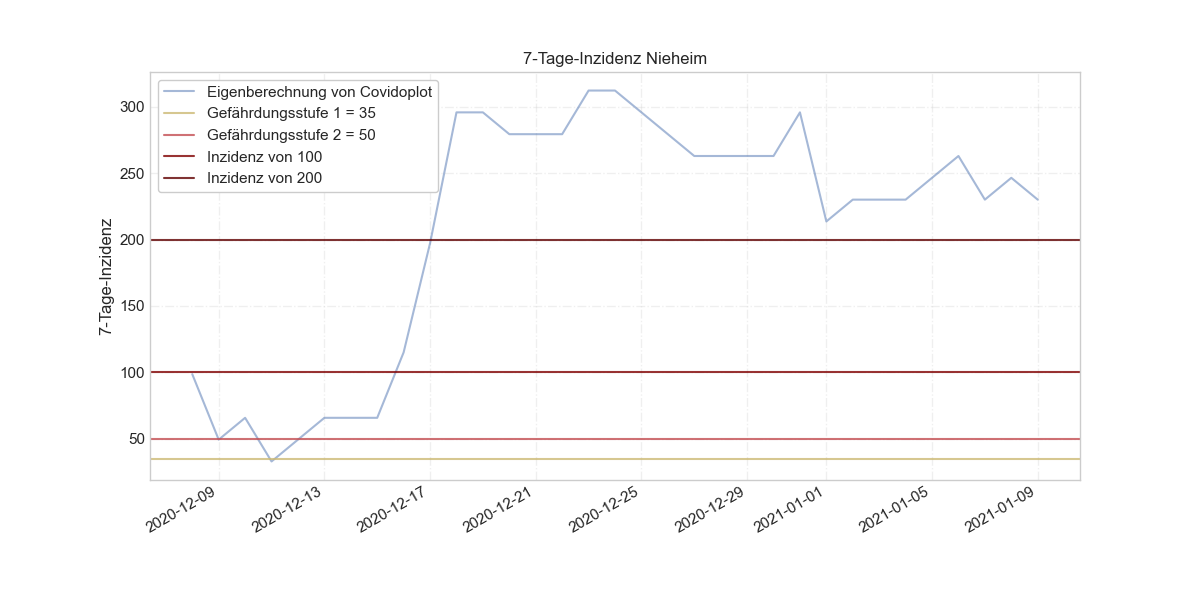 7-Tage-Inzidenz Nieheim
Eigenberechnung von Covidoplot
Gefährdungsstufe 1 = 35
Gefährdungsstufe 2 = 50
Inzidenz von 100
Inzidenz von 200
7-Tage-Inzidenz
300
250
200
150
100
50
2020-12-09
2020-12-13
2020-12-17
2020-12-21
2020-12-25
2020-12-29
2021-01-01
2021-01-05
2021-01-09